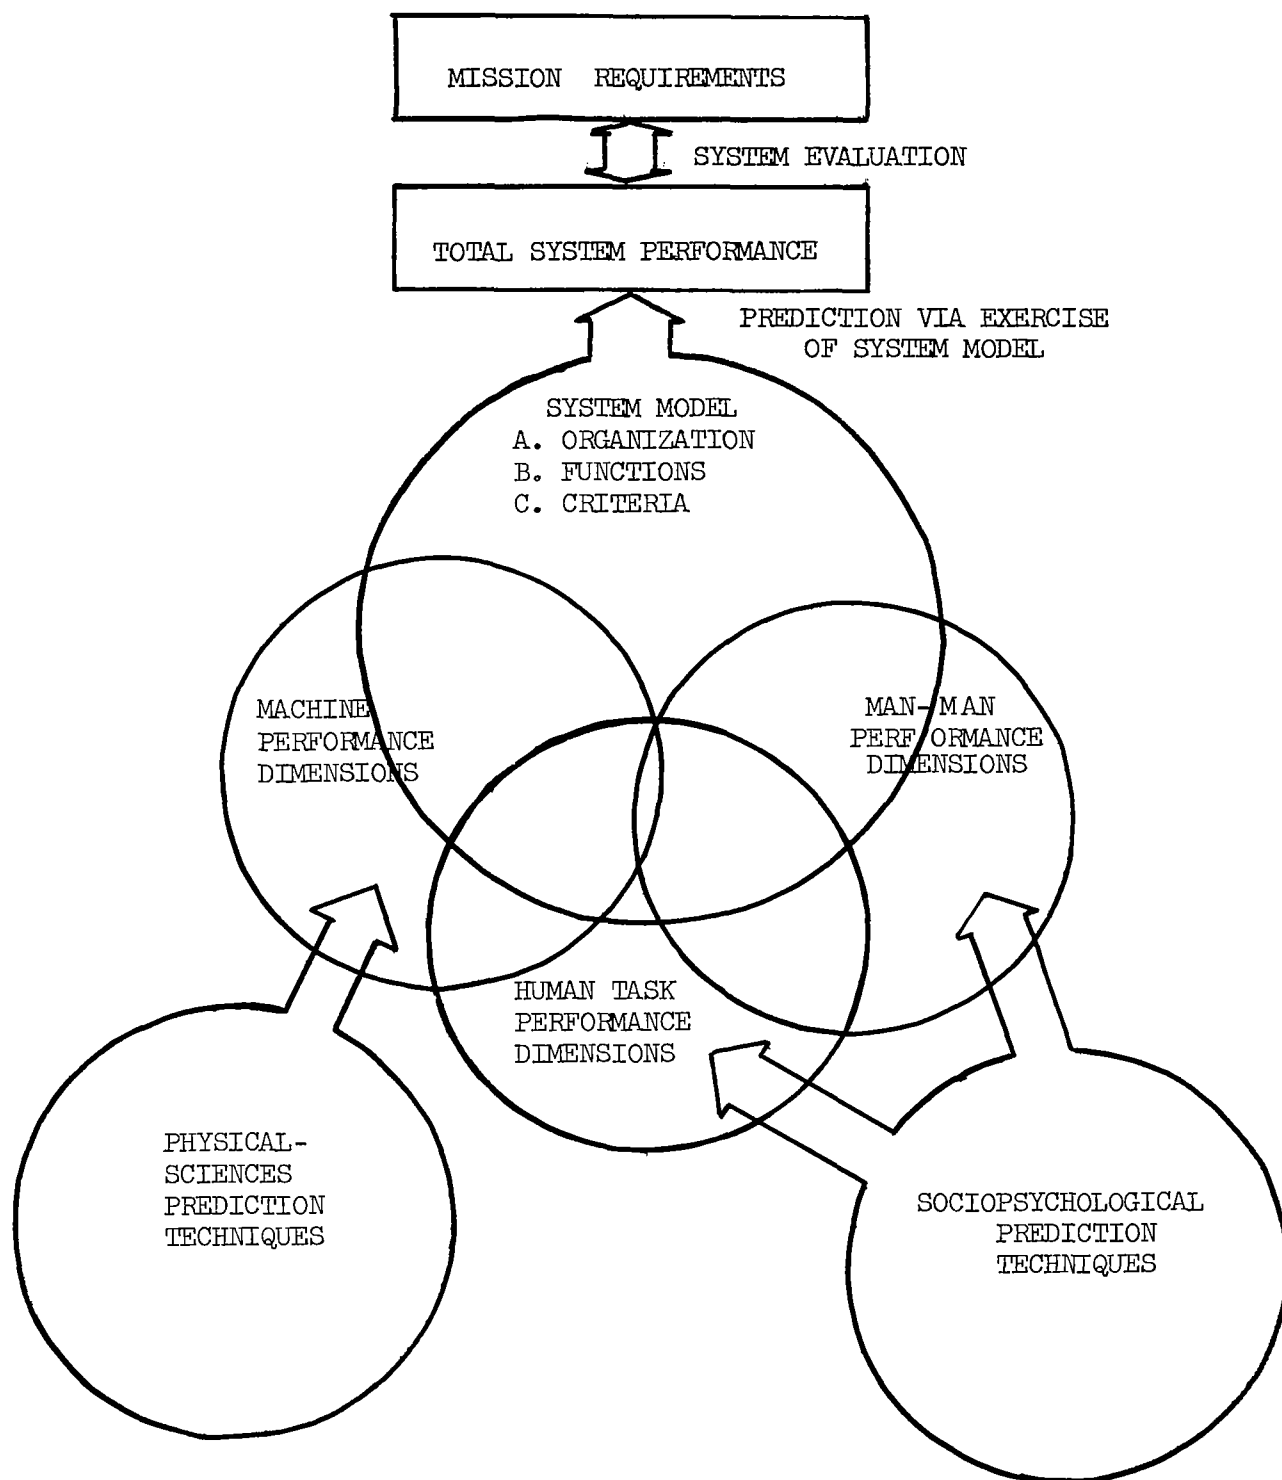 MISSION REQUIREMENTS
SYSTEM EVALUATION
TOTAL SYSTEM PERFORMANCE
PREDICTION VIA EXERCISE
OF SYSTEM MODEL
SYSTEM MODEL
A. ORGANIZATION
B. FUNCTIONS
C. CRITERIA
MACHINE
PERFORMANCE
DIMENSIONS
MAN-MAN
PERFORMANCE
DIMENSIONS
HUMAN TASK
PERFORMANCE
DIMENSIONS
PHYSICAL-
SCIENCES
PREDICTION
TECHNIQUES
SOCIOPSYCHOLOGICAL
PREDICTION
TECHNIQUES